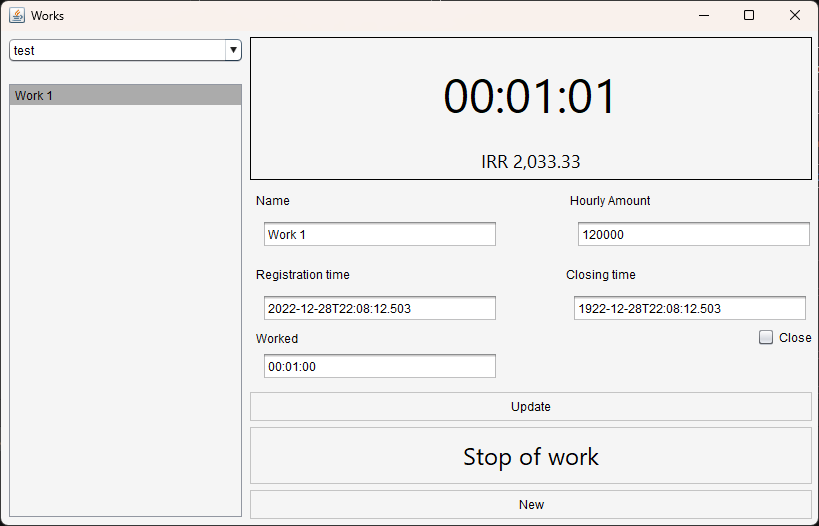 Works
test
Work 1
00:01:01
IRR 2,033.33
Name
Hourly Amount
Work 1
120000
Registration time
Closing time
2022-12-28T22:08:12.503
1922-12-28T22:08:12.503
Worked
Close
00:01:00
Update
Stop of work
New